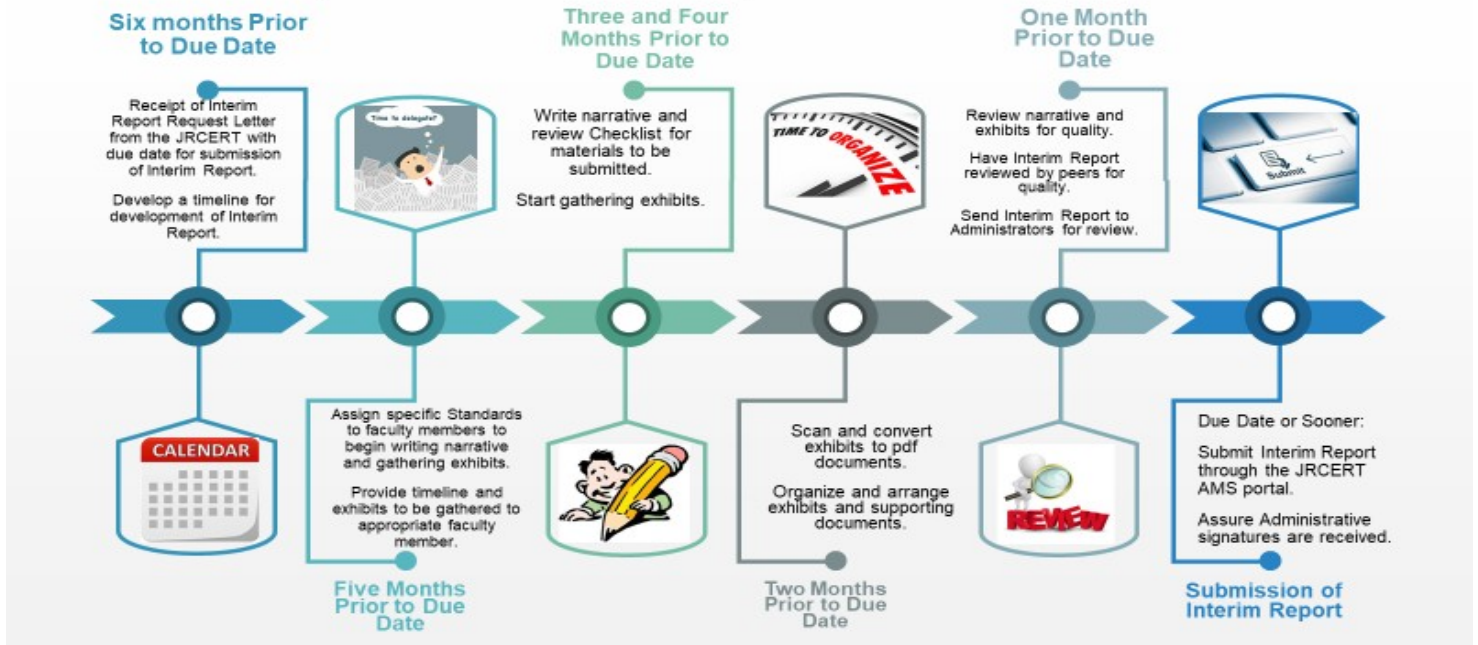 Six months Prior
to Due Date
Receipt of Interim
Report Request Letter
from the JRCERT with
due date for submission
of Interim Report.
Develop a timeline for
development of Interim
Report.
CALENDAR
Time to delegate?
Assign specific Standards
to faculty members to
begin writing narrative
and gathering exhibits.
Provide timeline and
exhibits to be gathered to
appropriate faculty
member.
Five Months
Prior to Due
Date
Three and Four
Months Prior to
Due Date
Write narrative and
review Checklist for
materials to be
submitted.
Start gathering exhibits.
TIME TO ORGANIZE
Scan and convert
exhibits to pdf
documents.
Organize and arrange
exhibits and supporting
documents.
Two Months
Prior to Due
Date
One Month
Prior to Due
Date
Review narrative and
exhibits for quality.
Have Interim Report
reviewed by peers for
quality.
Send Interim Report to
Administrators for review.
REVIEW
Submit
Due Date or Sooner:
Submit Interim Report
through the JRCERT
AMS portal.
Assure Administrative
signatures are received.
Submission of
Interim Report